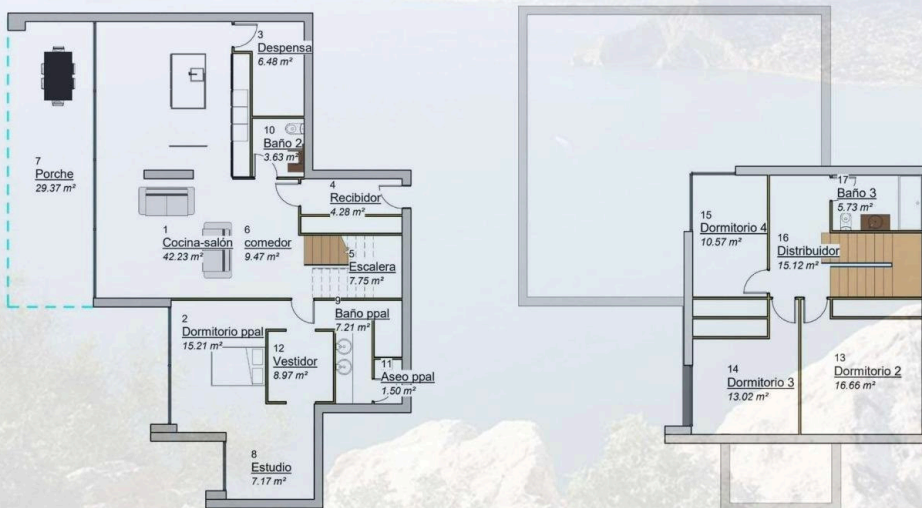 3
Despensa
6.48 m²
10
Baño 2
3.63 m²
7
Porche
29.37 m²
4
Recibidor
4.28 m²
1
Cocina-salón
42.23 m²
6
comedor
9.47 m²
5
Escalera
7.75 m²
9
Baño ppal
7.21 m²
2
Dormitorio ppal
15.21 m²
12
Vestidor
8.97 m²
11
Aseo ppal
1.50 m²
8
Estudio
7.17 m²
17
Baño 3
5.73 m²
15
Dormitorio 4
10.57 m²
16
Distribuidor
15.12 m²
14
Dormitorio 3
13.02 m²
13
Dormitorio 2
16.66 m²